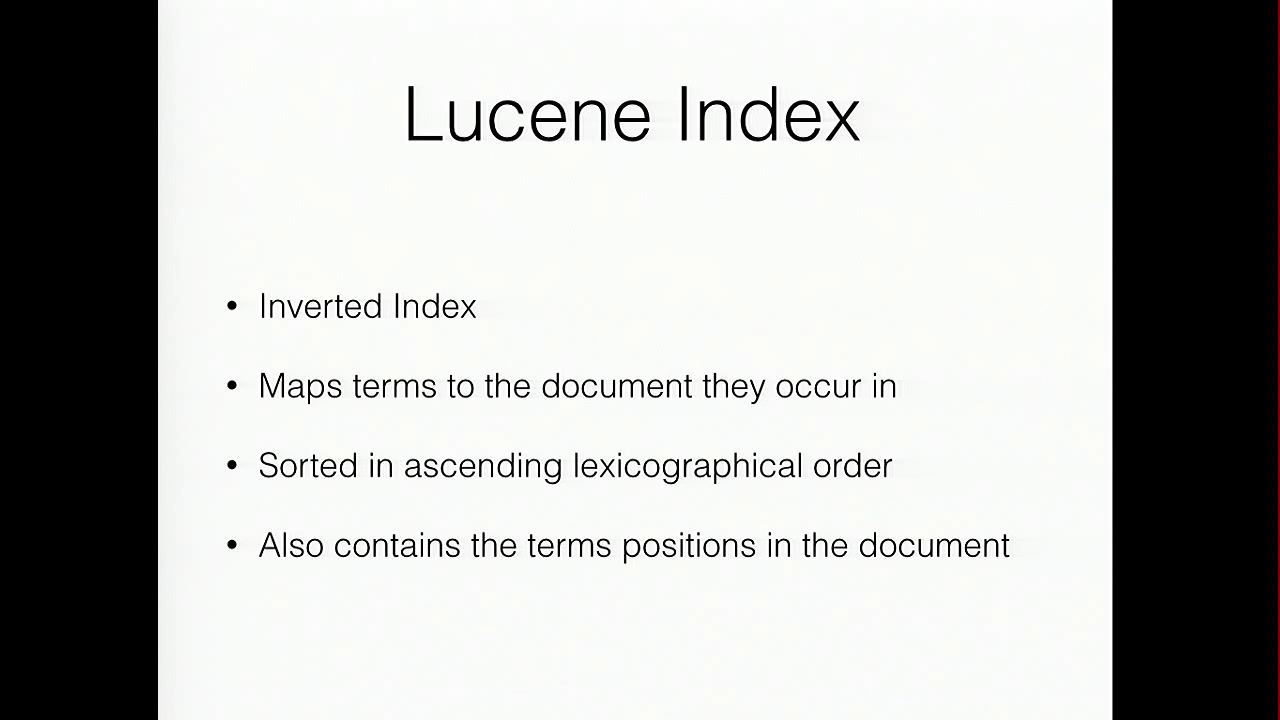 Lucene Index
• Inverted Index
• Maps terms to the document they occur in
• Sorted in ascending lexicographical order
• Also contains the terms positions in the document